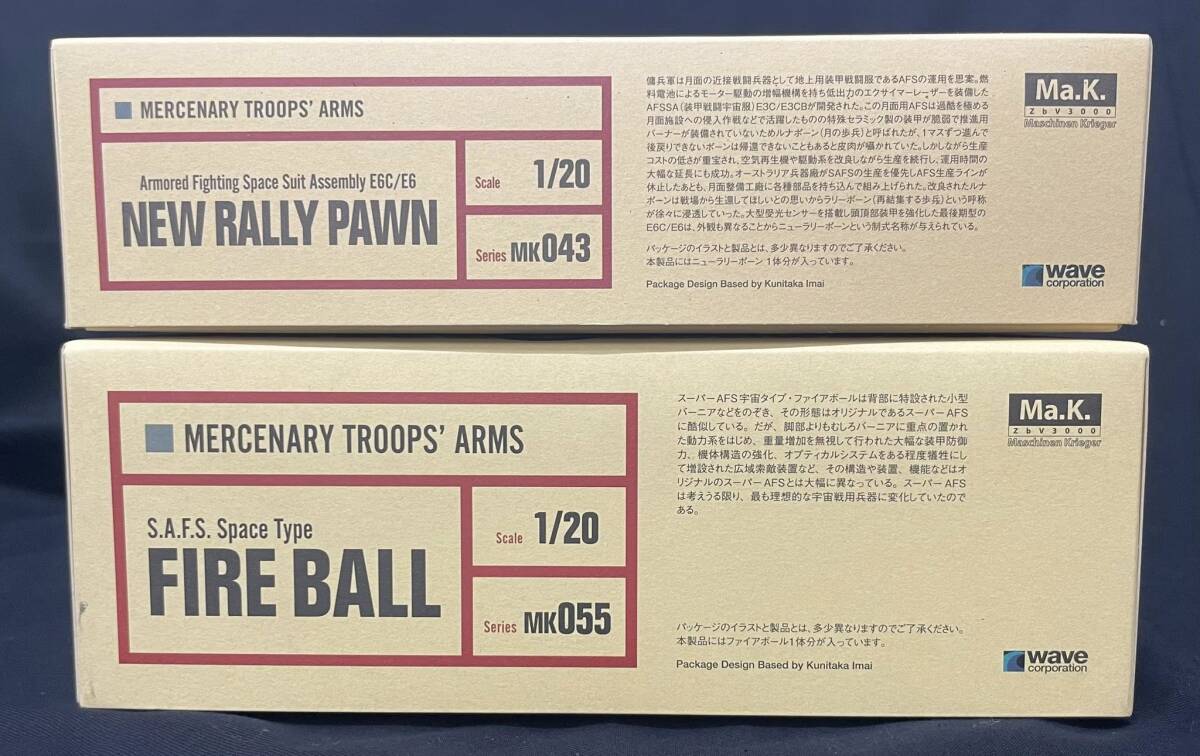 MERCENARY TROOPS' ARMS
Armored Fighting Space Suit Assembly E6C/E6
NEW RALLY PAWN
Scale 1/20
Series MK043
傭兵軍は月面の近接戦闘兵器として地上用装甲戦闘服であるAFSの運用を思案。燃
料電池によるモーター駆動の増幅機構を持ち低出力のエクサイマーレーザーを装備した
AFSSA(装甲戦闘宇宙服)E3C/E3CBが開発された。この月面用AFSは過酷を極める
月面施設への侵入作戦などで活躍したものの特殊セラミック製の装甲が脆弱で推進用
バーナーが装備されていないためルナポーン(月の歩兵)と呼ばれたが、1マスずつ進んで
後戻りできないポーンは帰還できないこともあると皮肉が囁かれていた。しかしながら生産
コストの低さが重宝され、空気再生機や駆動系を改良しながら生産を続行し、運用時間の
大幅な延長にも成功。オーストラリア兵器廠がSAFSの生産を優先しAFS生産ラインが
休止したあとも、月面整備工廠に各種部品を持ち込んで組み上げられた。改良されたルナ
ポーンは戦場から生還してほしいとの思いからラリーポーン(再結集する歩兵)という呼称
が徐々に浸透していった。大型受光センサーを搭載し頭頂部装甲を強化した最後期型の
E6C/E6は、外観も異なることからニューラリーポーンという制式名称が与えられている。
パッケージのイラストと製品とは、多少異なりますのでご了承ください。
本製品にはニューラリーポーン1体分が入っています。
Package Design Based by Kunitaka Imai
Ma.K.
ZbV3000
Maschinen Krieger
wave
corporation
MERCENARY TROOPS' ARMS
S.A.F.S. Space Type
FIRE BALL
Scale 1/20
Series MK055
スーパーAFS宇宙タイプ・ファイアボールは背部に特設された小型
バーニアなどをのぞき、その形態はオリジナルであるスーパーAFS
に酷似している。だが、脚部よりもむしろバーニアに重点の置かれ
た動力系をはじめ、重量増加を無視して行われた大幅な装甲防御
力、機体構造の強化、オプティカルシステムをある程度犠牲にし
て増設された広域索敵装置など、その構造や装置、機能などはオ
リジナルのスーパーAFSとは大幅に異なっている。スーパーAFS
は考えうる限り、最も理想的な宇宙戦用兵器に変化していたので
ある。
パッケージのイラストと製品とは、多少異なりますのでご了承ください。
本製品にはファイアボール1体分が入っています。
Package Design Based by Kunitaka Imai
Ma.K.
ZbV3000
Maschinen Krieger
wave
corporation